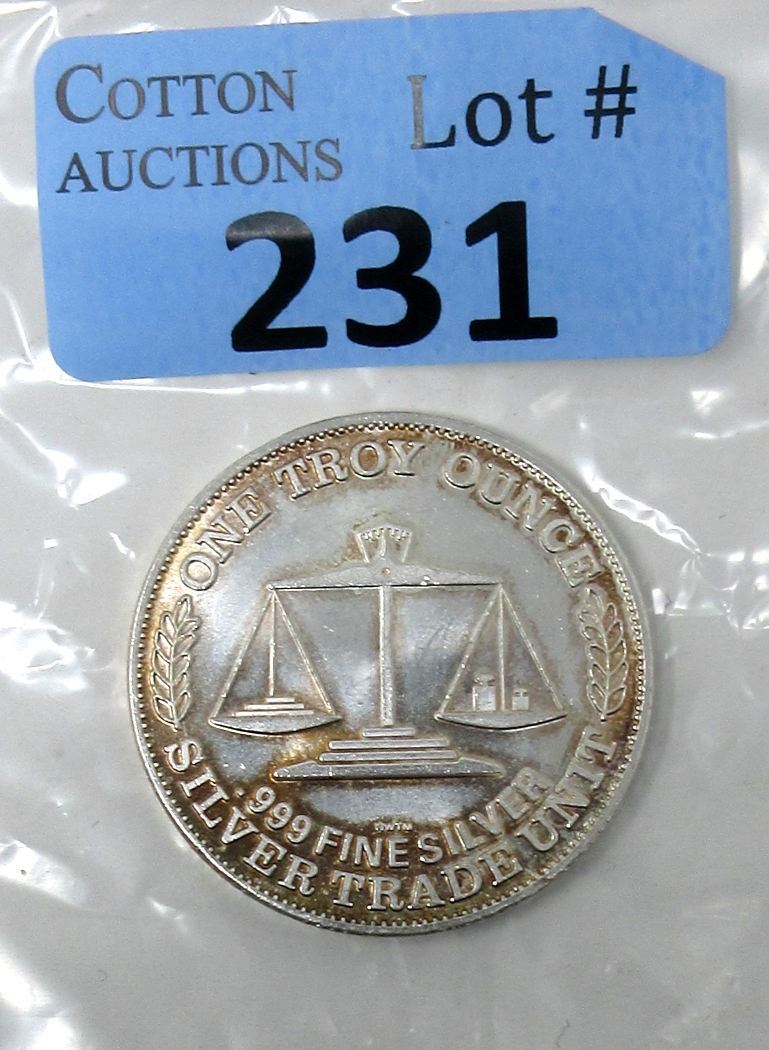 COTTON
AUCTIONS
Lot #
231
ONE TROY OUNCE
.999 FINE SILVER
SILVER TRADE UNIT